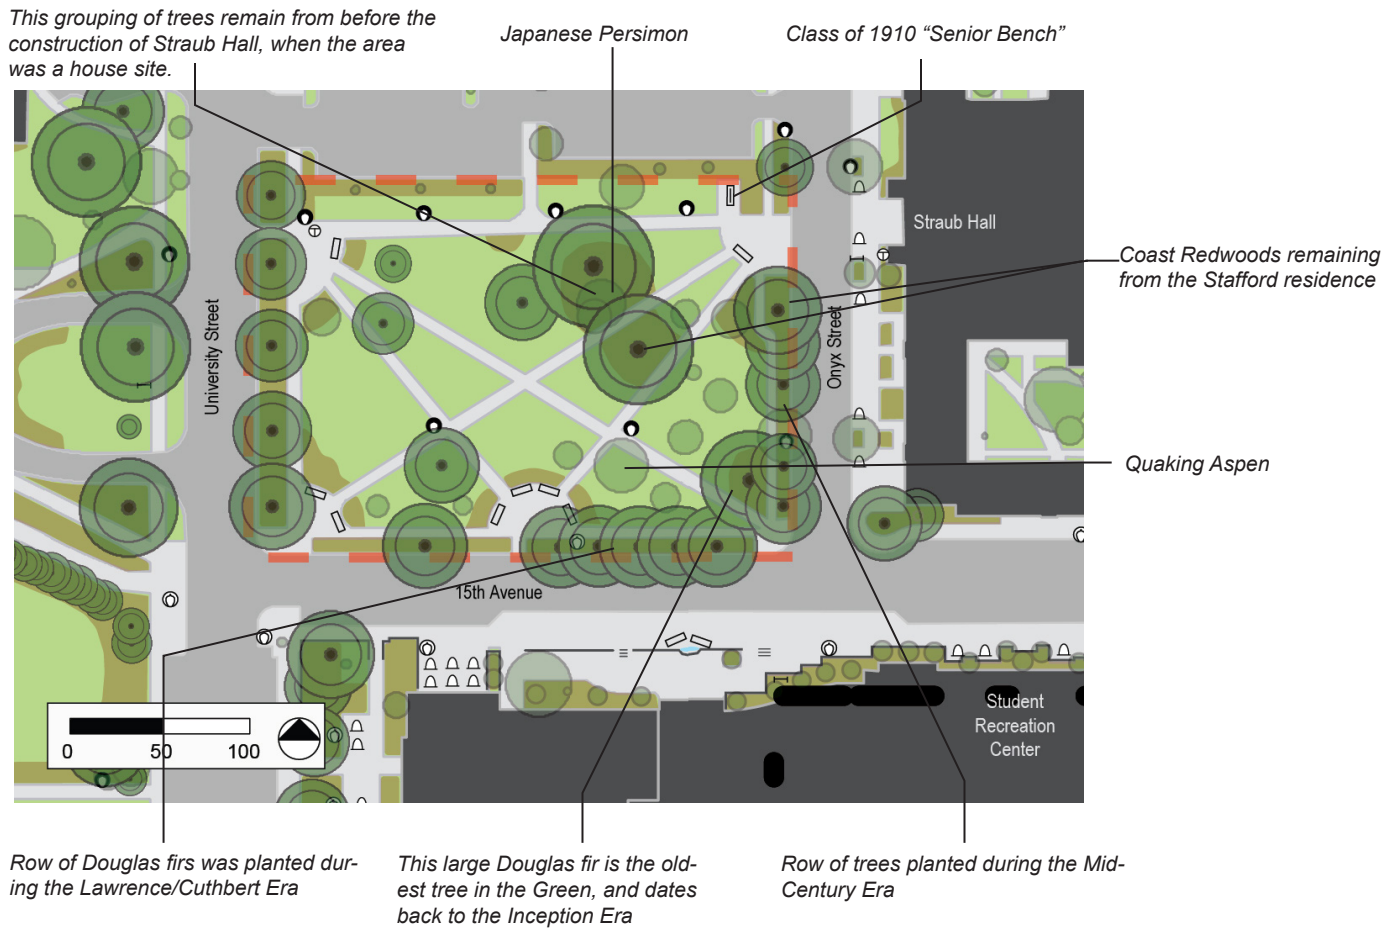 This grouping of trees remain from before the
construction of Straub Hall, when the area
was a house site.
Japanese Persimon
Class of 1910 “Senior Bench”
Straub Hall
Coast Redwoods remaining
from the Stafford residence
University Street
Onyx Street
Quaking Aspen
15th Avenue
Student
Recreation
Center
0 50 100
Row of Douglas firs was planted dur-
ing the Lawrence/Cuthbert Era
This large Douglas fir is the old-
est tree in the Green, and dates
back to the Inception Era
Row of trees planted during the Mid-
Century Era